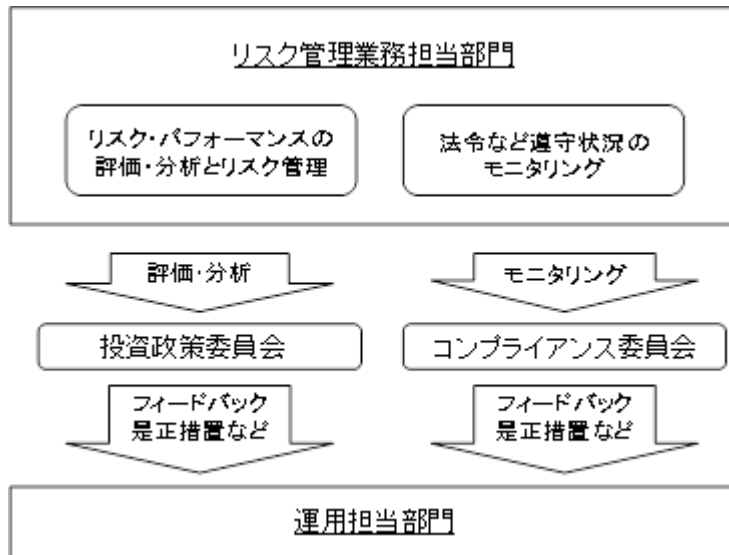 リスク管理業務担当部門
リスク・パフォーマンスの
評価・分析とリスク管理
法令など遵守状況の
モニタリング
評価・分析
モニタリング
投資政策委員会
コンプライアンス委員会
フィードバック
是正措置など
フィードバック
是正措置など
運用担当部門